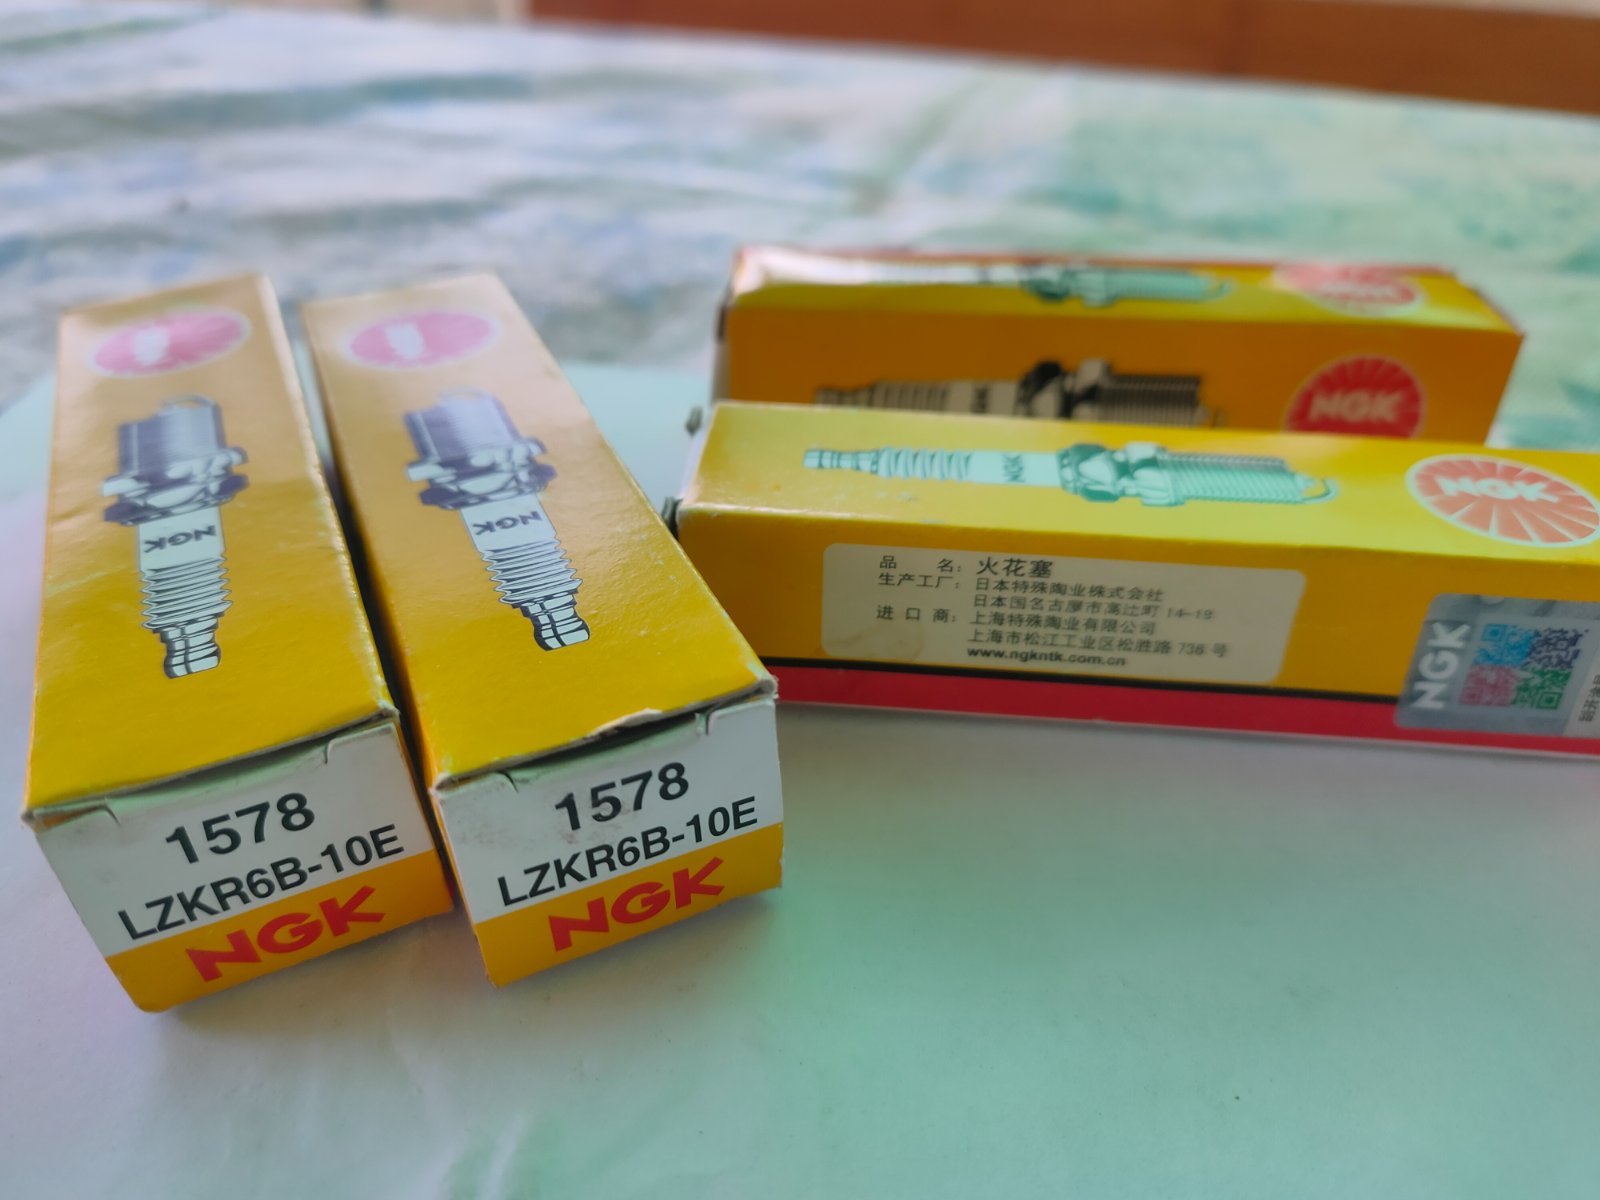 NGK
1578
LZKR6B-10E
NGK
NGK
1578
LZKR6B-10E
NGK
NGK
NGK
NGK
品 名：火花塞
生产工厂：日本特殊陶业株式会社
日本国名古屋市高辻町 14-18
进 口 商：上海特殊陶业有限公司
上海市松江工业区松胜路 736 号
www.ngkntk.com.cn
NGK